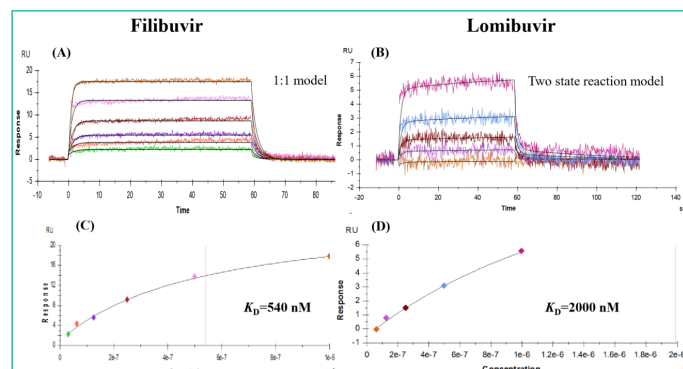 Filibuvir
Lomibuvir
(A)
RU
20
15
10
5
0
-5
Response
1:1 model
-10 0 10 20 30 40 50 60 70 80
Time
(B)
RU
7
6
5
4
3
2
1
0
-1
-2
Response
Two state reaction model
-20 0 20 40 60 80 100 120 140
Time
s
(C)
RU
20
16
12
8
4
0
Response
KD=540 nM
0 2e-7 4e-7 6e-7 8e-7 1e-6
(D)
RU
7
6
5
4
3
2
1
0
-1
Response
KD=2000 nM
0 2e-7 4e-7 6e-7 8e-7 1e-6 1.2e-6 1.4e-6 1.6e-6 1.8e-6 2e-6
Concentration